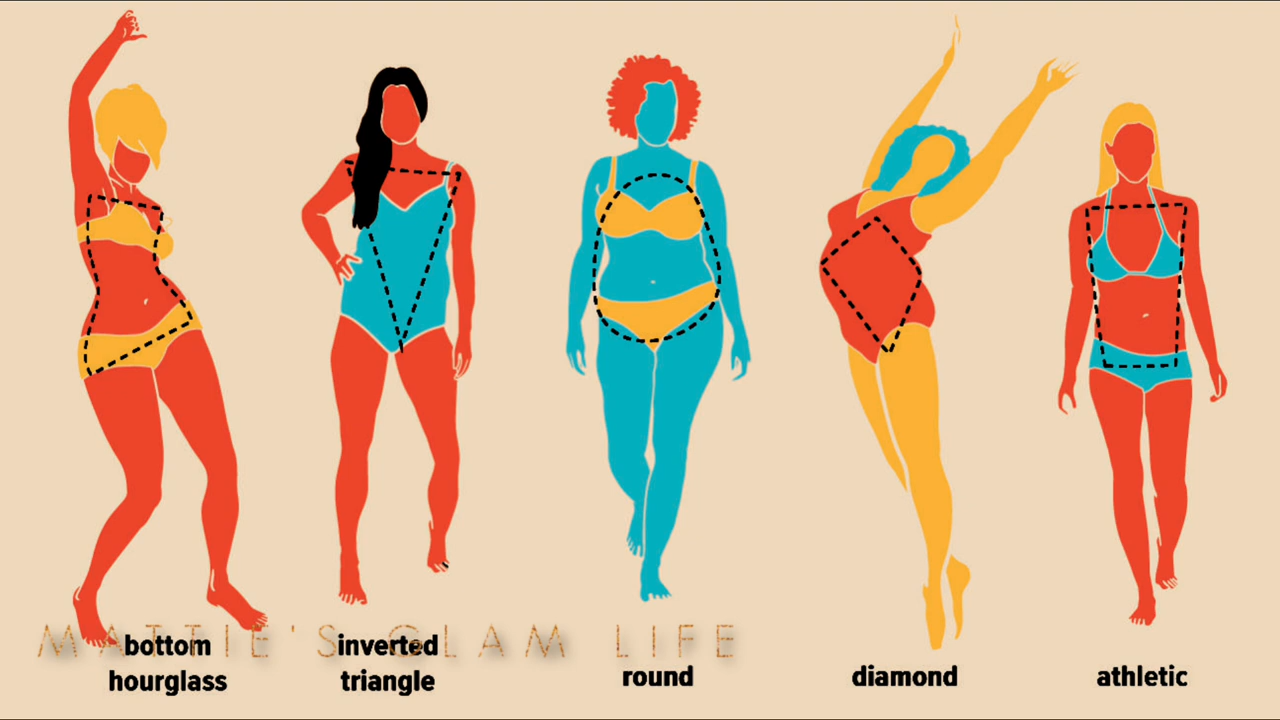 MATTIE'S GLAM LIFE
bottom
hourglass
inverted
triangle
round
diamond
athletic